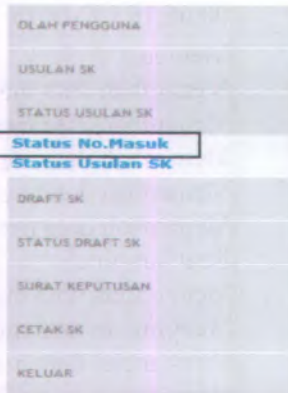 OLAH PENGGUNA
USULAN SK
STATUS USULAN SK
Status No.Masuk
Status Usulan SK
DRAFT SK
STATUS DRAFT SK
SURAT KEPUTUSAN
CETAK SK
KELUAR